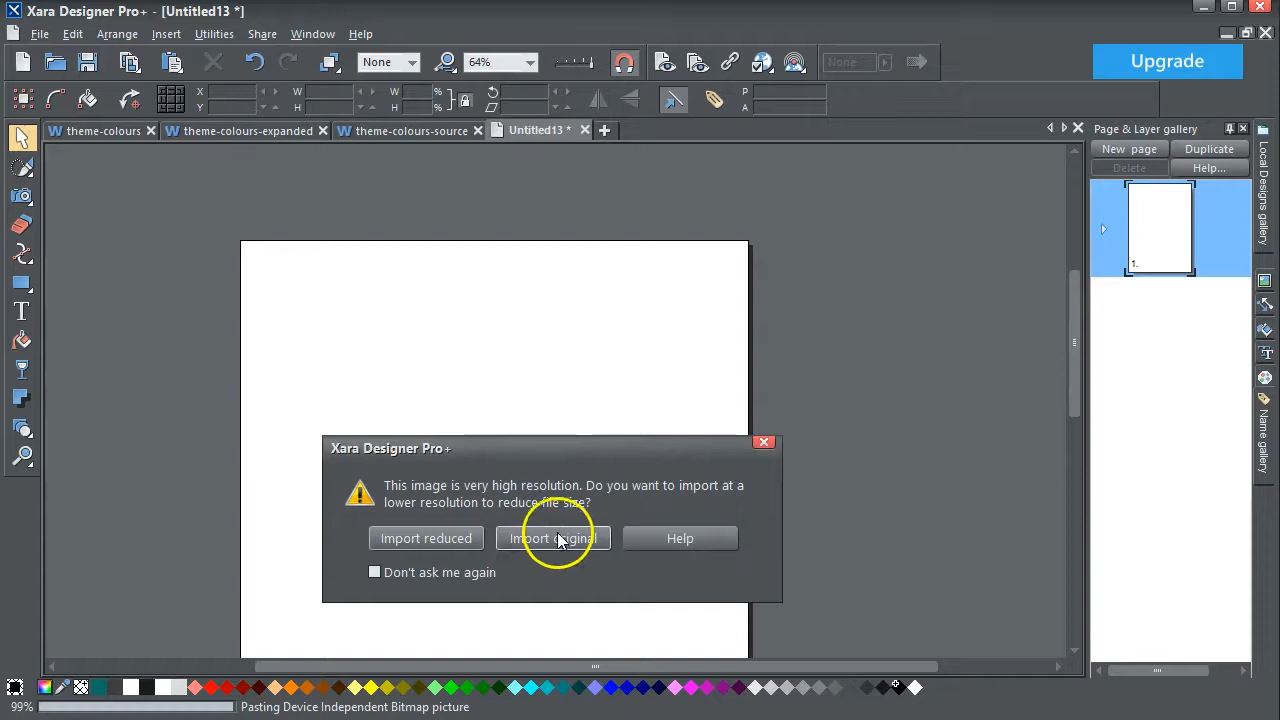 Xara Designer Pro+ - [Untitled13 *]
File Edit Arrange Insert Utilities Share Window Help
None 64% None Upgrade
X W % P
Y H % A
theme-colours theme-colours-expanded theme-colours-source Untitled13 * Page & Layer gallery
New page Duplicate
Delete Help...
1.
Local Designs gallery
Name gallery
Xara Designer Pro+
This image is very high resolution. Do you want to import at a
lower resolution to reduce file size?
Import reduced Import original Help
Don't ask me again
99% Pasting Device Independent Bitmap picture